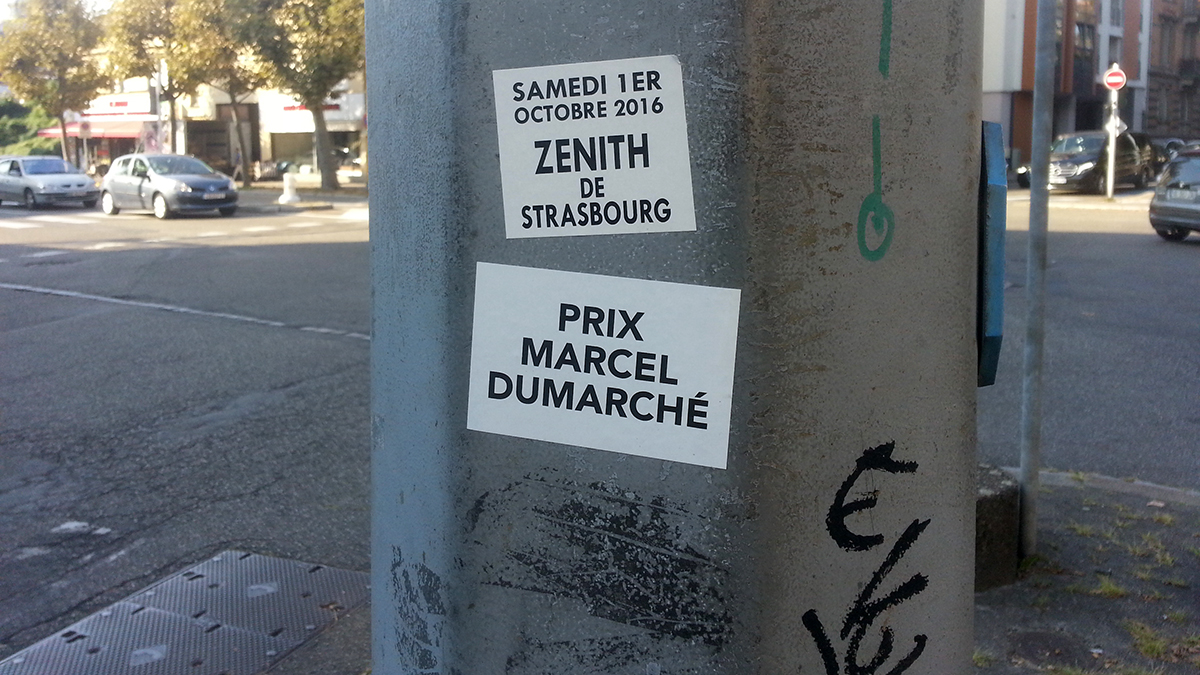 SAMEDI 1ER
OCTOBRE 2016
ZENITH
DE
STRASBOURG
PRIX
MARCEL
DUMARCHÉ